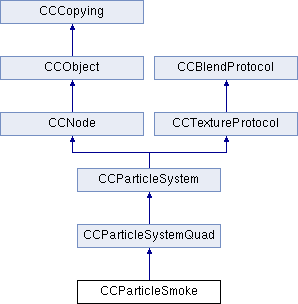 CCCopying
CCObject
CCBlendProtocol
CCNode
CCTextureProtocol
CCParticleSystem
CCParticleSystemQuad
CCParticleSmoke